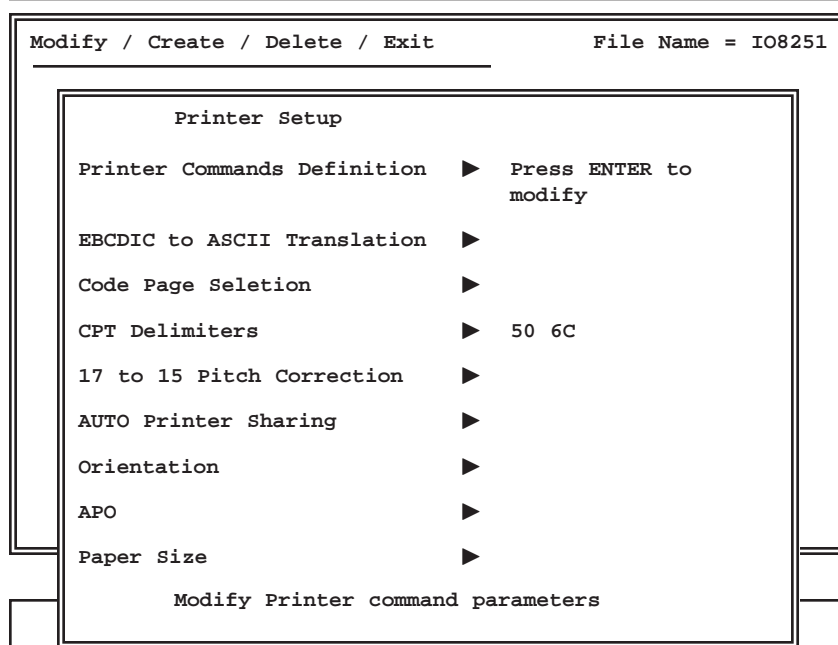 Modify / Create / Delete / Exit File Name = IO8251
Printer Setup
Printer Commands Definition ▶ Press ENTER to
modify
EBCDIC to ASCII Translation ▶
Code Page Seletion ▶
CPT Delimiters ▶ 50 6C
17 to 15 Pitch Correction ▶
AUTO Printer Sharing ▶
Orientation ▶
APO ▶
Paper Size ▶
Modify Printer command parameters